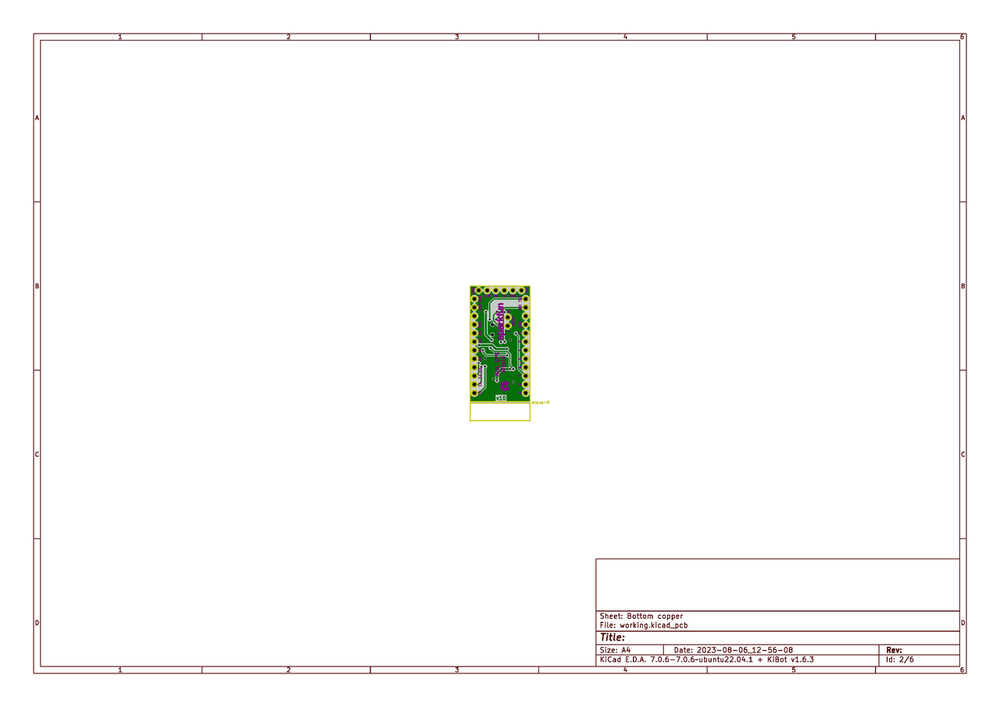 1 2 3 4 5 6
A A
B B
v10
C C
Sheet: Bottom copper
File: working.kicad_pcb
D D
Title:
Size: A4 Date: 2023-08-06_12-56-08 Rev:
KiCad E.D.A. 7.0.6-7.0.6~ubuntu22.04.1 + KiBot v1.6.3 Id: 2/6
1 2 3 4 5 6